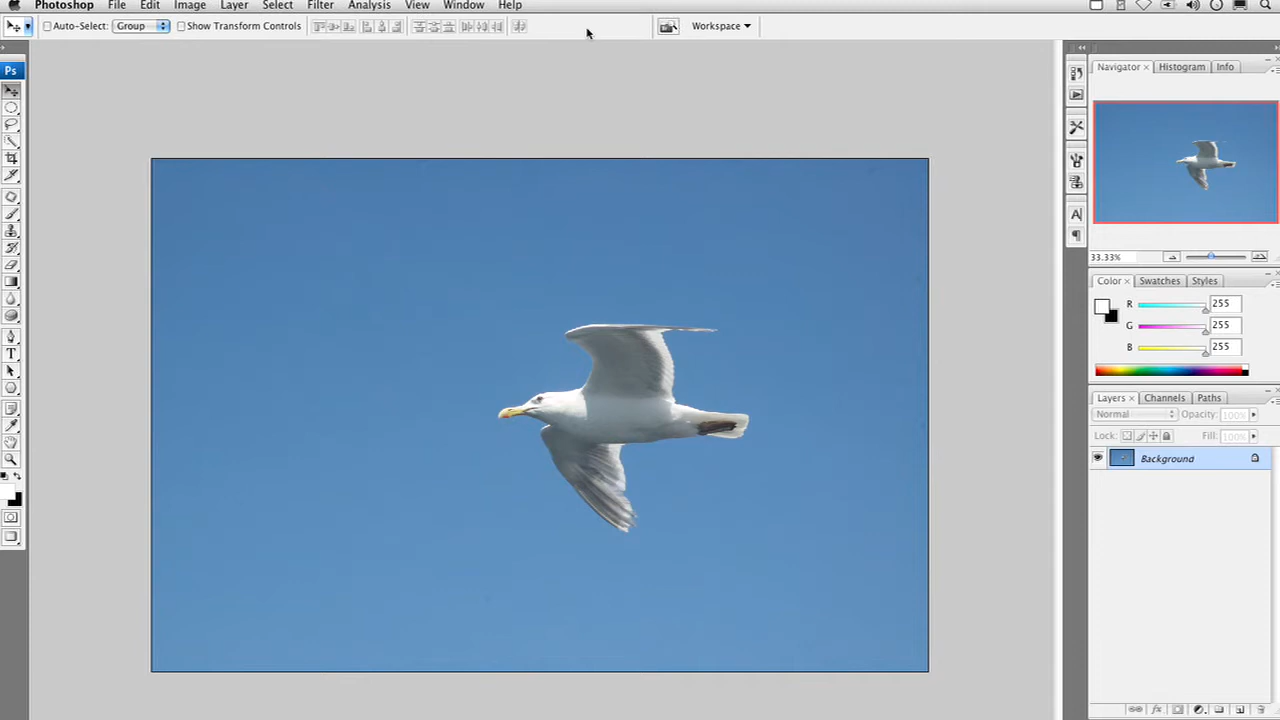 Photoshop File Edit Image Layer Select Filter Analysis View Window Help
Auto-Select: Group Show Transform Controls Workspace
Ps
Navigator Histogram Info
33.33%
Color Swatches Styles
R 255
G 255
B 255
Layers Channels Paths
Normal Opacity: 100%
Lock: Fill: 100%
Background